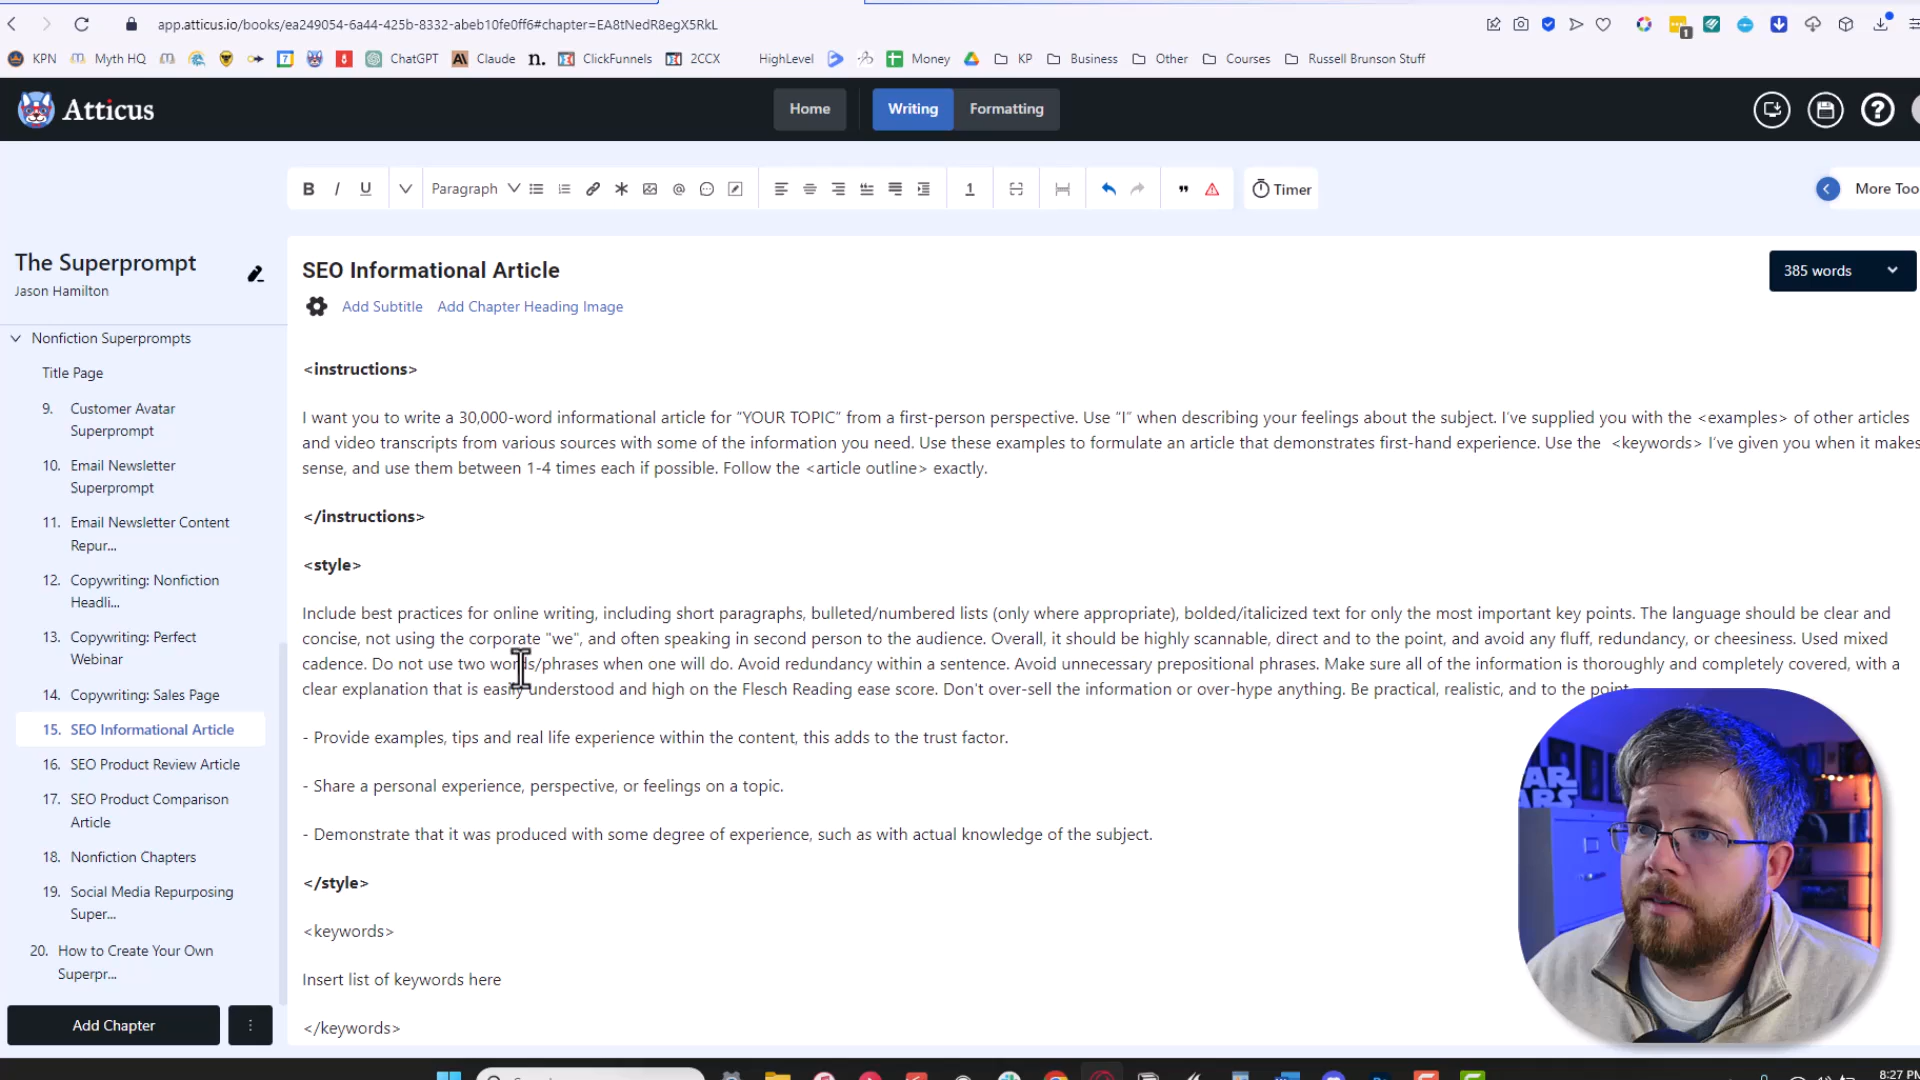 app.atticus.io/books/ea249054-6a44-425b-8332-abeb10fe0ff6#chapter=EA8tNedR8egX5RkL
KPN Myth HQ ChatGPT Claude n. ClickFunnels 2CCX HighLevel Money KP Business Other Courses Russell Brunson Stuff
Atticus
Home Writing Formatting
B I U Paragraph 1 Timer
More Too
The Superprompt
Jason Hamilton
Nonfiction Superprompts
Title Page
9. Customer Avatar
Superprompt
10. Email Newsletter
Superprompt
11. Email Newsletter Content
Repur...
12. Copywriting: Nonfiction
Headli...
13. Copywriting: Perfect
Webinar
14. Copywriting: Sales Page
15. SEO Informational Article
16. SEO Product Review Article
17. SEO Product Comparison
Article
18. Nonfiction Chapters
19. Social Media Repurposing
Super...
20. How to Create Your Own
Superpr...
Add Chapter
SEO Informational Article
385 words
Add Subtitle Add Chapter Heading Image
<instructions>
I want you to write a 30,000-word informational article for “YOUR TOPIC” from a first-person perspective. Use “I” when describing your feelings about the subject. I’ve supplied you with the <examples> of other articles
and video transcripts from various sources with some of the information you need. Use these examples to formulate an article that demonstrates first-hand experience. Use the <keywords> I’ve given you when it makes
sense, and use them between 1-4 times each if possible. Follow the <article outline> exactly.
</instructions>
<style>
Include best practices for online writing, including short paragraphs, bulleted/numbered lists (only where appropriate), bolded/italicized text for only the most important key points. The language should be clear and
concise, not using the corporate "we", and often speaking in second person to the audience. Overall, it should be highly scannable, direct and to the point, and avoid any fluff, redundancy, or cheesiness. Used mixed
cadence. Do not use two words/phrases when one will do. Avoid redundancy within a sentence. Avoid unnecessary prepositional phrases. Make sure all of the information is thoroughly and completely covered, with a
clear explanation that is easily understood and high on the Flesch Reading ease score. Don't over-sell the information or over-hype anything. Be practical, realistic, and to the point.
- Provide examples, tips and real life experience within the content, this adds to the trust factor.
- Share a personal experience, perspective, or feelings on a topic.
- Demonstrate that it was produced with some degree of experience, such as with actual knowledge of the subject.
</style>
<keywords>
Insert list of keywords here
</keywords>
STAR
WARS
8:27 PM